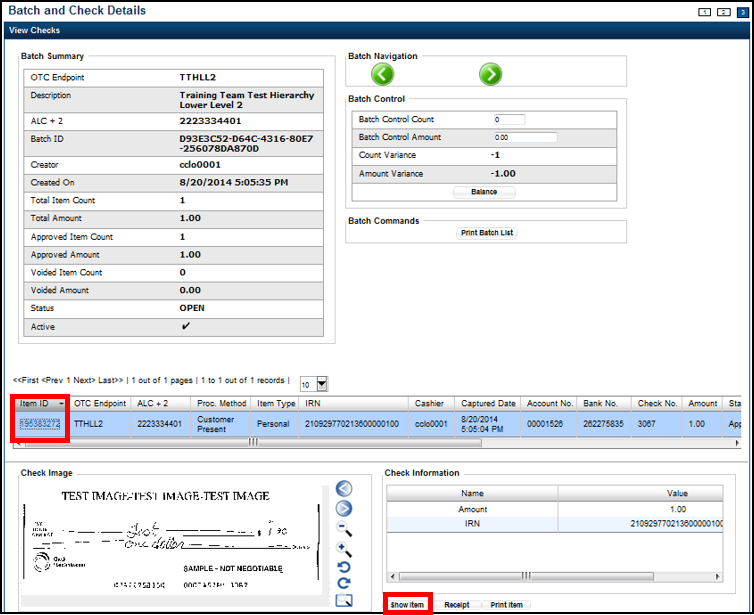 Batch and Check Details
1 2 3
View Checks
Batch Summary
OTC Endpoint TTHLL2
Description Training Team Test Hierarchy
Lower Level 2
ALC + 2 2223334401
Batch ID D93E3C52-D64C-4316-80E7
-256078DA870D
Creator cclo0001
Created On 8/20/2014 5:05:35 PM
Total Item Count 1
Total Amount 1.00
Approved Item Count 1
Approved Amount 1.00
Voided Item Count 0
Voided Amount 0.00
Status OPEN
Active ✔
Batch Navigation
Batch Control
Batch Control Count 0
Batch Control Amount 0.00
Count Variance -1
Amount Variance -1.00
Balance
Batch Commands
Print Batch List
<<First <Prev 1 Next> Last>> | 1 out of 1 pages | 1 to 1 out of 1 records | 10
Item ID OTC Endpoint ALC + 2 Proc. Method Item Type IRN Cashier Captured Date Account No. Bank No. Check No. Amount Sta
195383272 TTHLL2 2223334401 Customer Present Personal 210929770213600000100 cclo0001 8/20/2014 5:05:04 PM 00001526 262275835 3067 1.00 App
Check Image
TEST IMAGE-TEST IMAGE-TEST IMAGE
Test $ 1.00
one dollar
SAMPLE - NOT NEGOTIABLE
Check Information
Name Value
Amount 1.00
IRN 210929770213600000100
Show Item Receipt Print Item